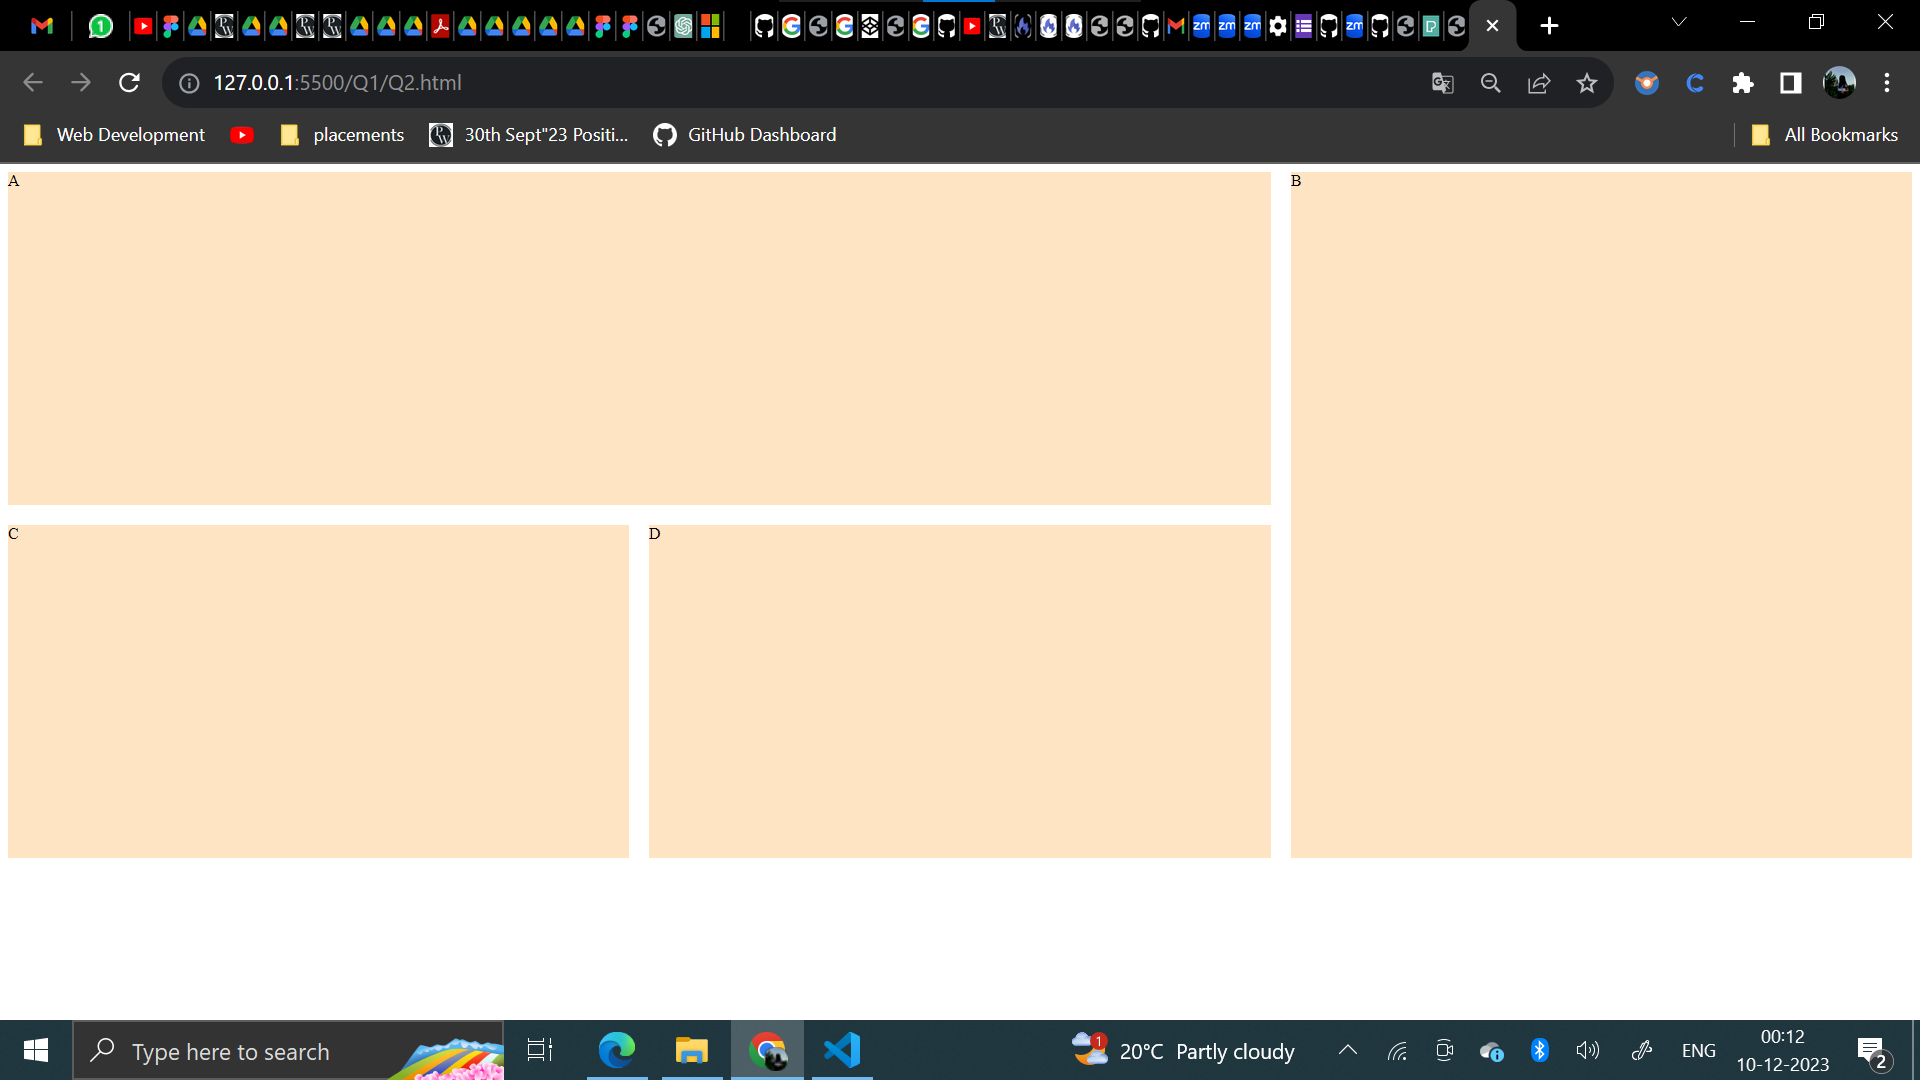 127.0.0.1:5500/Q1/Q2.html
Web Development
placements
30th Sept"23 Positi...
GitHub Dashboard
All Bookmarks
A
B
C
D
Type here to search
1
20°C Partly cloudy
ENG
00:12
10-12-2023
2